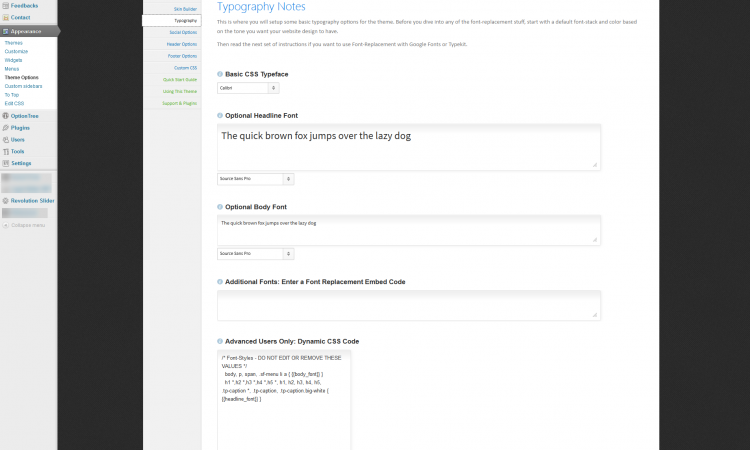 Feedbacks
Contact
Appearance
Themes
Customize
Widgets
Menus
Theme Options
Custom sidebars
To Top
Edit CSS
OptionTree
Plugins
Users
Tools
Settings
Revolution Slider
Collapse menu
Skin Builder
Typography
Social Options
Header Options
Footer Options
Custom CSS
Quick Start Guide
Using This Theme
Support & Plugins
Typography Notes
This is where you will setup some basic typography options for the theme. Before you dive into any of the font-replacement stuff, start with a default font-stack and color based
on the tone you want your website design to have.
Then read the next set of instructions if you want to use Font-Replacement with Google Fonts or TypeKit.
Basic CSS Typeface
Calibri
Optional Headline Font
The quick brown fox jumps over the lazy dog
Source Sans Pro
Optional Body Font
The quick brown fox jumps over the lazy dog
Source Sans Pro
Additional Fonts: Enter a Font Replacement Embed Code
Advanced Users Only: Dynamic CSS Code
/* Font-Styles - DO NOT EDIT OR REMOVE THESE
VALUES */
body, p, span, .sf-menu li a { {{body_font}} }
h1 *,h2 *,h3 *,h4 *,h5 *, h1, h2, h3, h4, h5,
.tp-caption *, .tp-caption, .tp-caption.big-white {
{{headline_font}} }